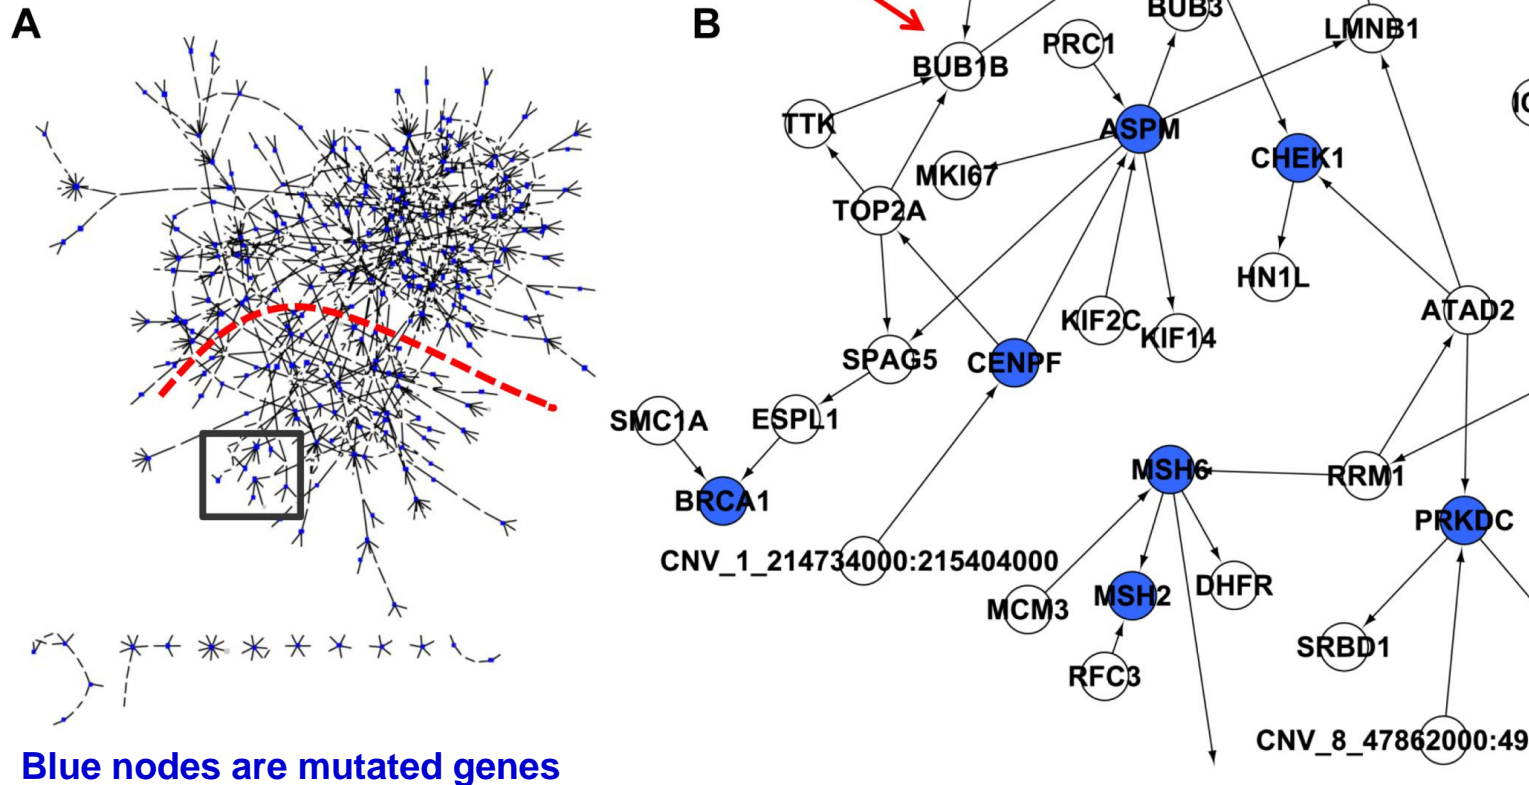 A
B
BUB3
LMNB1
PRC1
BUB1B
TTK
ASPM
CHEK1
MKI67
TOP2A
HN1L
ATAD2
KIF2C
KIF14
SPAG5
CENPF
SMC1A
ESPL1
MSH6
RRM1
BRCA1
PRKDC
CNV_1_214734000:215404000
MCM3
MSH2
DHFR
SRBD1
RFC3
CNV_8_47862000:49
Blue nodes are mutated genes